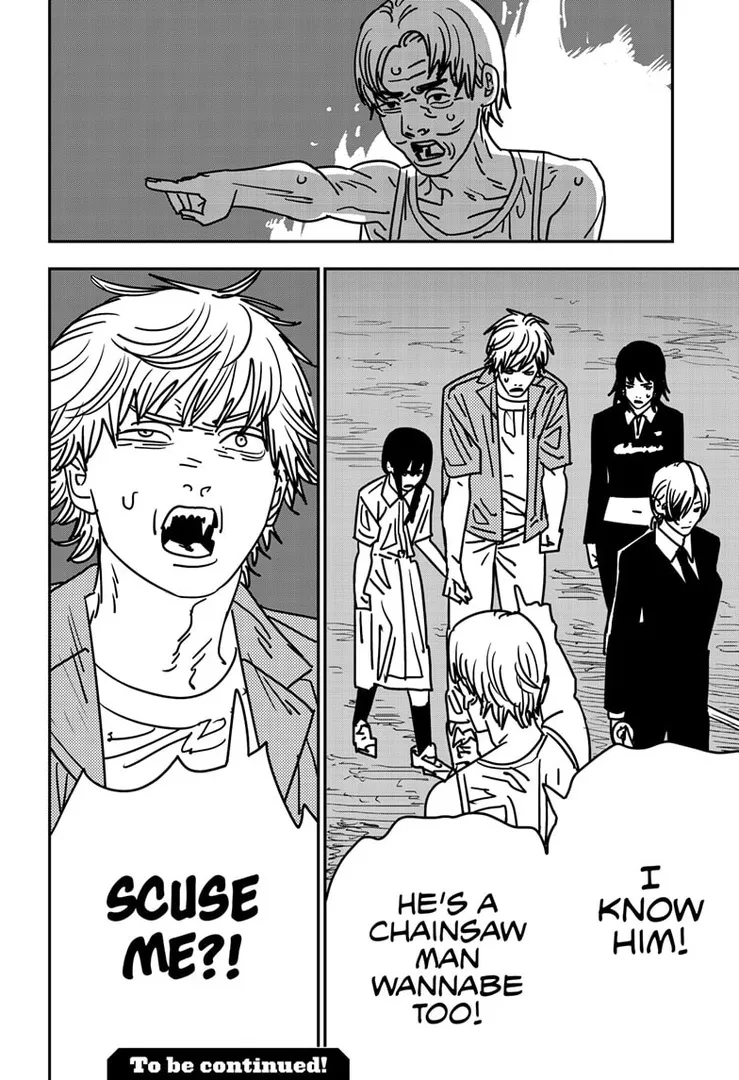 I
KNOW
HIM!
HE'S A
CHAINSAW
MAN
WANNABE
TOO!
SCUSE
ME?!
To be continued!